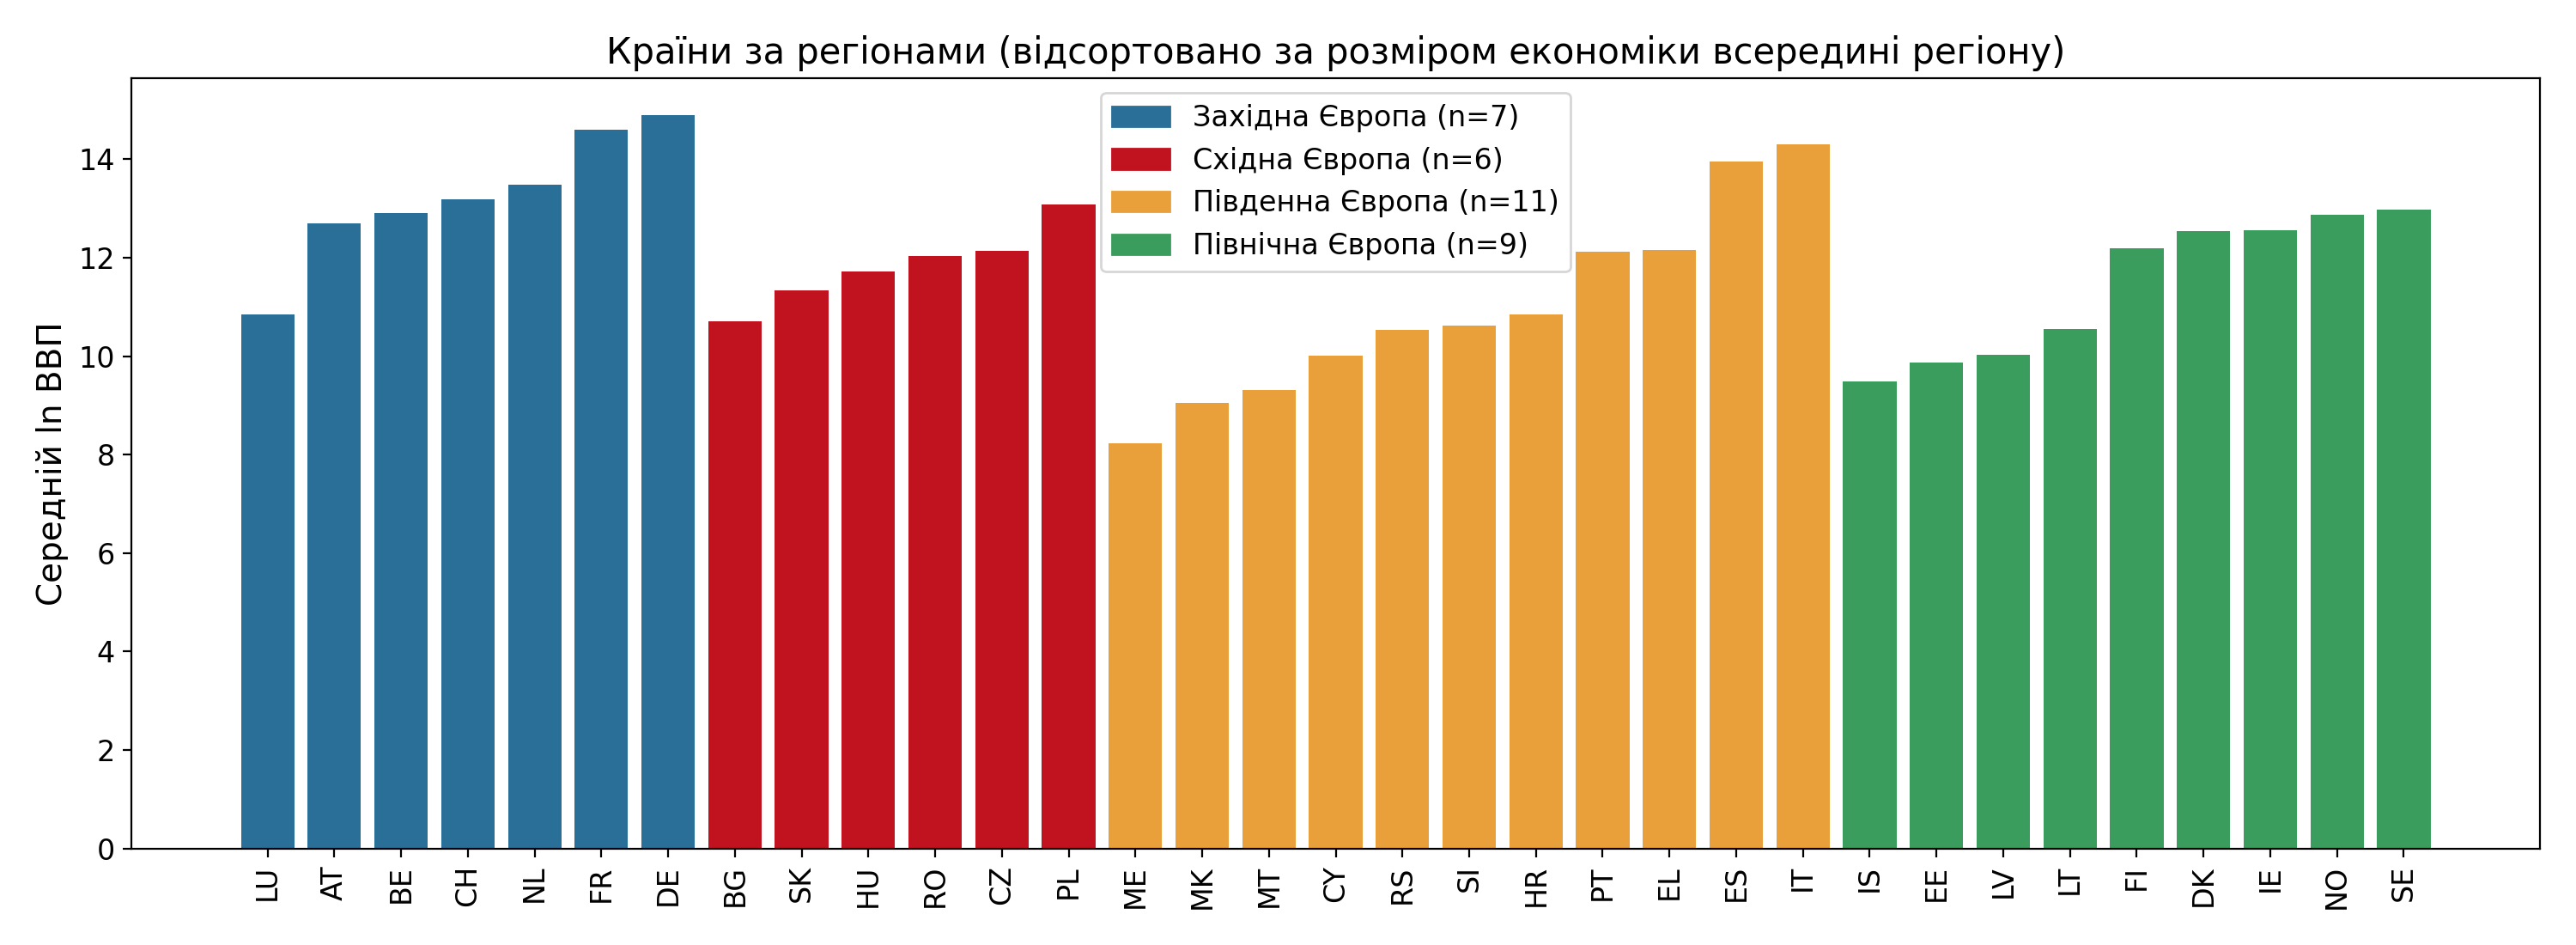 Країни за регіонами (відсортовано за розміром економіки всередині регіону)
Середній ln ВВП
14
12
10
8
6
4
2
0
Західна Європа (n=7)
Східна Європа (n=6)
Південна Європа (n=11)
Північна Європа (n=9)
LU AT BE CH NL FR DE BG SK HU RO CZ PL ME MK MT CY RS SI HR PT EL ES IT IS EE LV LT FI DK IE NO SE